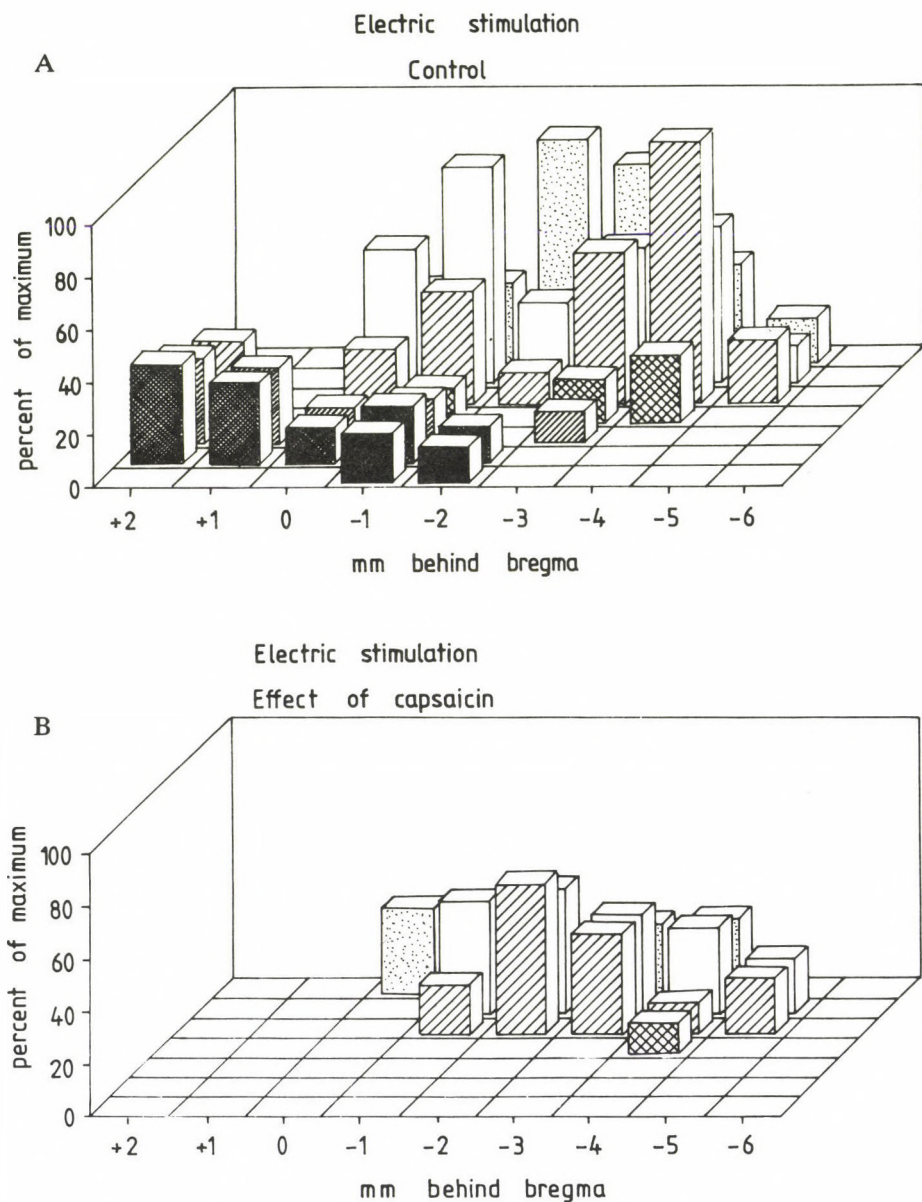 Electric stimulation
A
Control
percent of maximum
100
80
60
40
20
0
+2 +1 0 -1 -2 -3 -4 -5 -6
mm behind bregma
Electric stimulation
Effect of capsaicin
B
percent of maximum
100
80
60
40
20
0
+2 +1 0 -1 -2 -3 -4 -5 -6
mm behind bregma